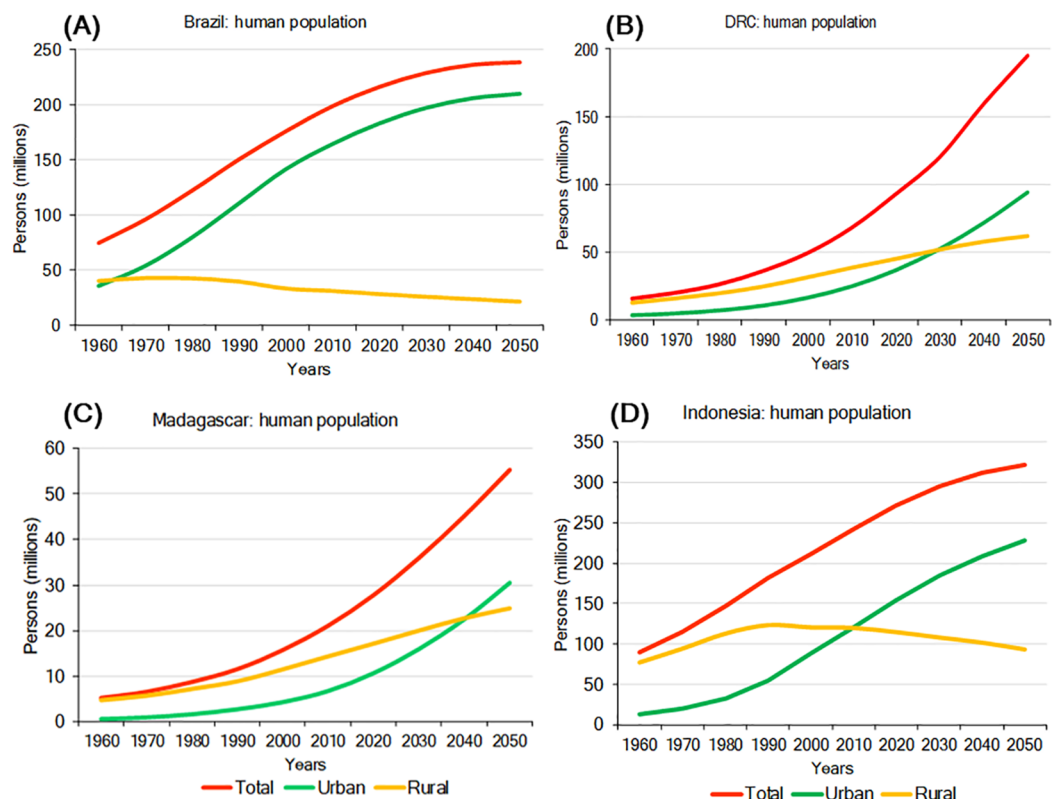 (A)
Brazil: human population
Persons (millions)
250
200
150
100
50
0
1960 1970 1980 1990 2000 2010 2020 2030 2040 2050
Years
(B)
DRC: human population
Persons (millions)
200
150
100
50
0
1960 1970 1980 1990 2000 2010 2020 2030 2040 2050
Years
(C)
Madagascar: human population
Persons (millions)
60
50
40
30
20
10
0
1960 1970 1980 1990 2000 2010 2020 2030 2040 2050
Years
Total Urban Rural
(D)
Indonesia: human population
Persons (millions)
350
300
250
200
150
100
50
0
1960 1970 1980 1990 2000 2010 2020 2030 2040 2050
Years
Total Urban Rural